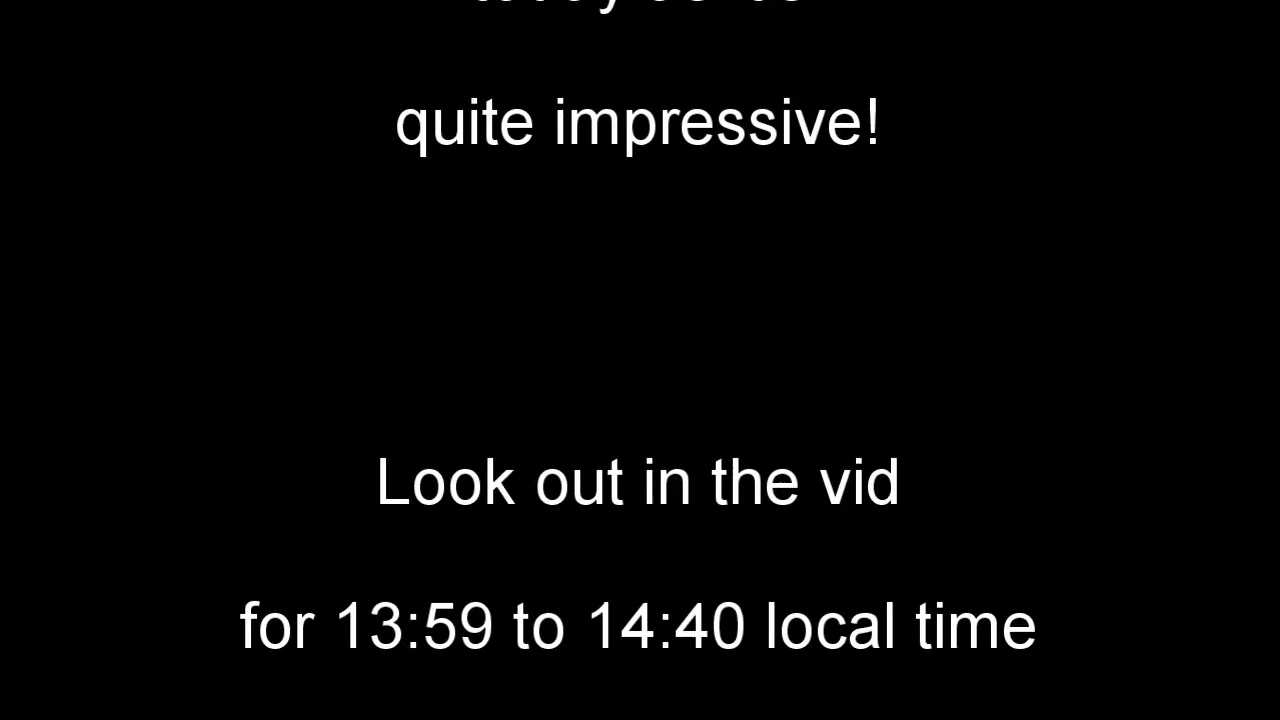 quite impressive!
Look out in the vid
for 13:59 to 14:40 local time